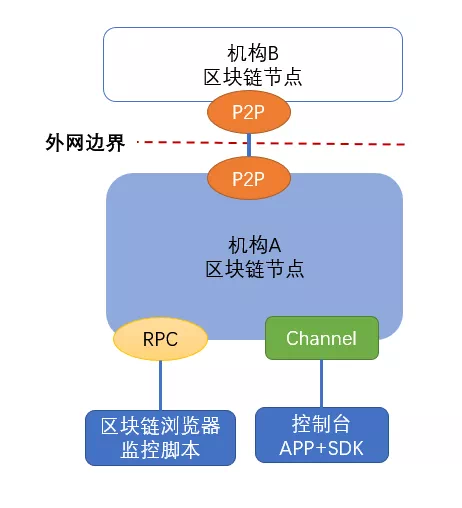 机构B
区块链节点
P2P
外网边界
P2P
机构A
区块链节点
RPC
Channel
区块链浏览器
监控脚本
控制台
APP+SDK